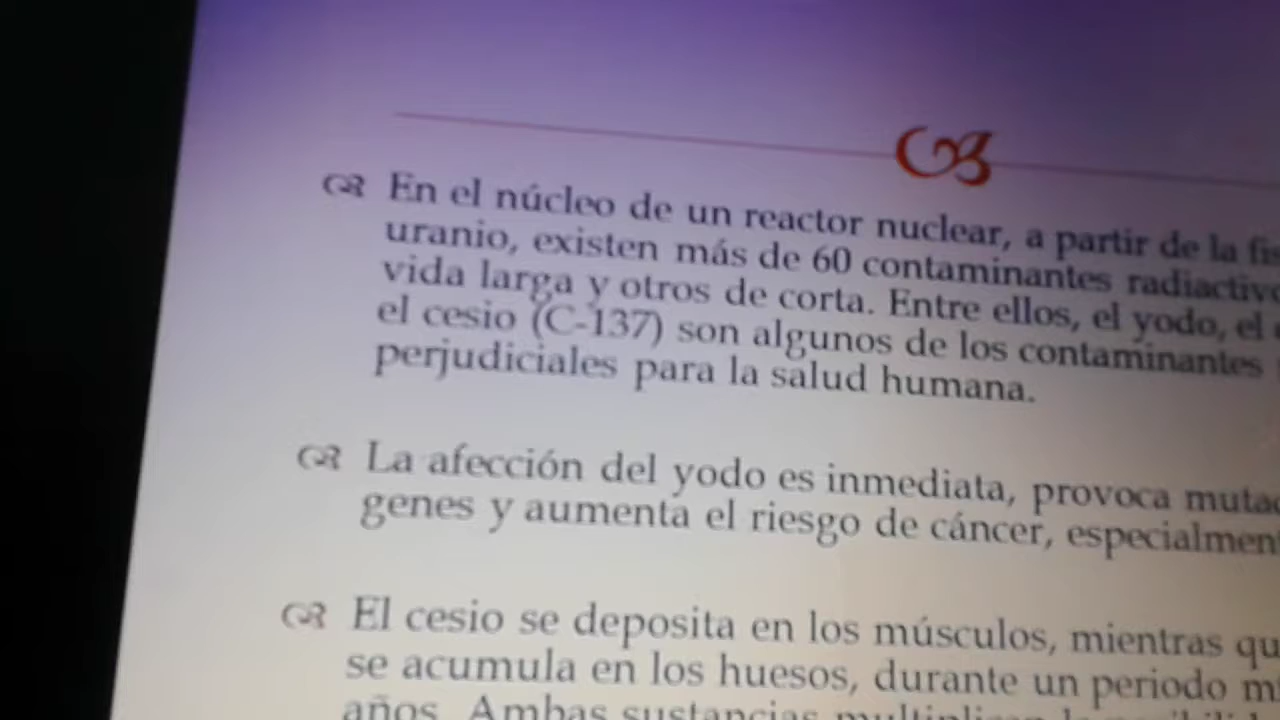 En el núcleo de un reactor nuclear, a partir de la
uranio, existen más de 60 contaminantes
vida larga y otros de corta. Entre ellos, el yodo, el
el cesio (C-137) son algunos de los contaminantes
perjudiciales para la salud humana.
La afección del yodo es inmediata, provoca
genes y aumenta el riesgo de cáncer,
El cesio se deposita en los músculos, mientras
se acumula en los huesos, durante un periodo
años. Ambas sustancias